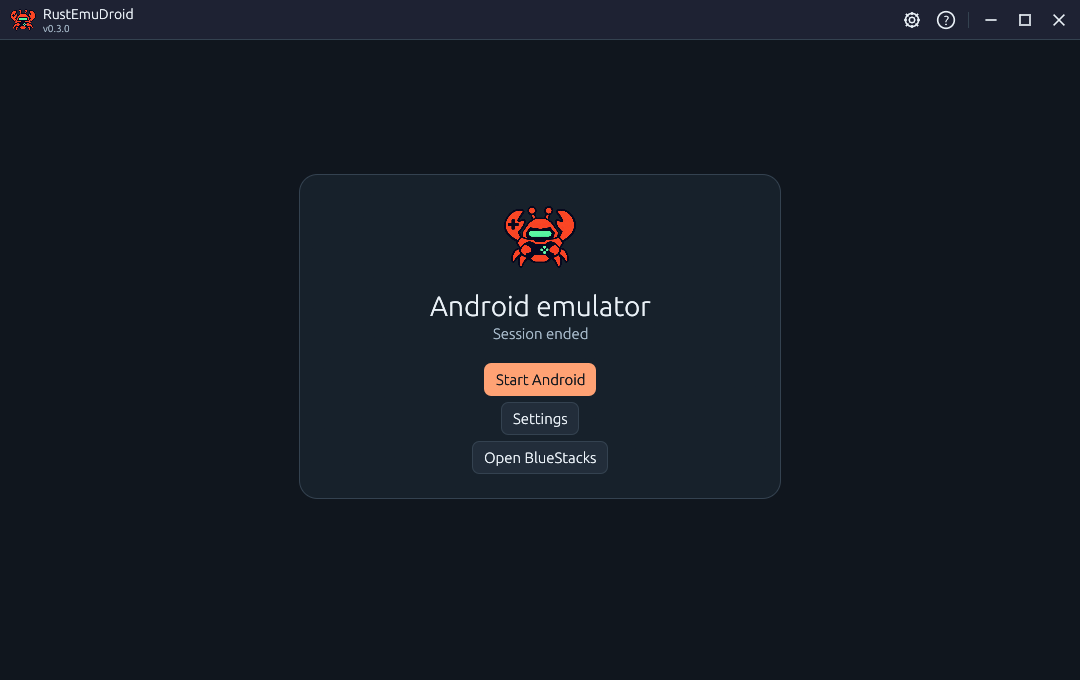 RustEmuDroid
v0.3.0
Android emulator
Session ended
Start Android
Settings
Open BlueStacks